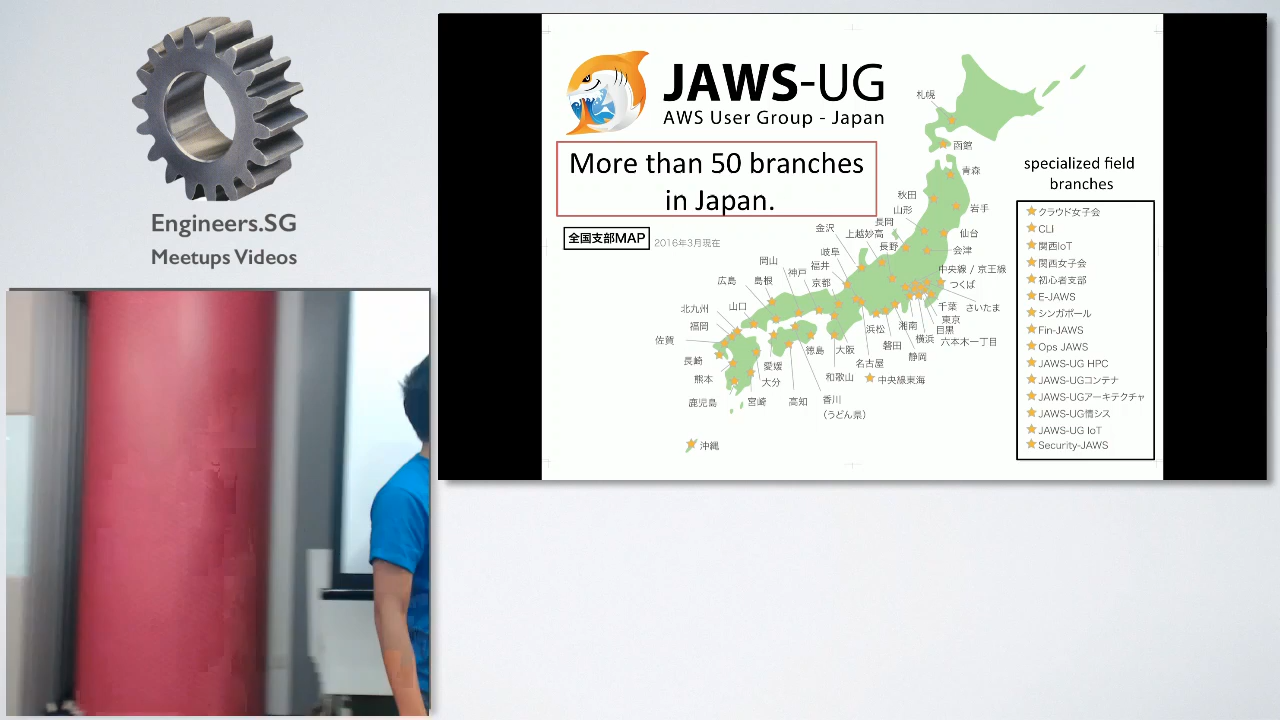 Engineers.SG
Meetups Videos
JAWS-UG
AWS User Group - Japan
More than 50 branches
in Japan.
全国支部MAP
2016年3月現在
札幌
函館
青森
秋田
岩手
山形
仙台
長岡
上越妙高
会津
金沢
長野
岐阜
福井
中央線 / 京王線
つくば
岡山
神戸
京都
広島
島根
千葉
さいたま
北九州
山口
東京
目黒
福岡
浜松
湘南
横浜
六本木一丁目
佐賀
磐田
静岡
長崎
徳島
大阪
名古屋
愛媛
熊本
大分
和歌山
中央線東海
鹿児島
宮崎
高知
香川
（うどん県）
沖縄
specialized field
branches
クラウド女子会
CLI
関西IoT
関西女子会
初心者支部
E-JAWS
シンガポール
Fin-JAWS
Ops JAWS
JAWS-UG HPC
JAWS-UGコンテナ
JAWS-UGアーキテクチャ
JAWS-UG情シス
JAWS-UG IoT
Security-JAWS